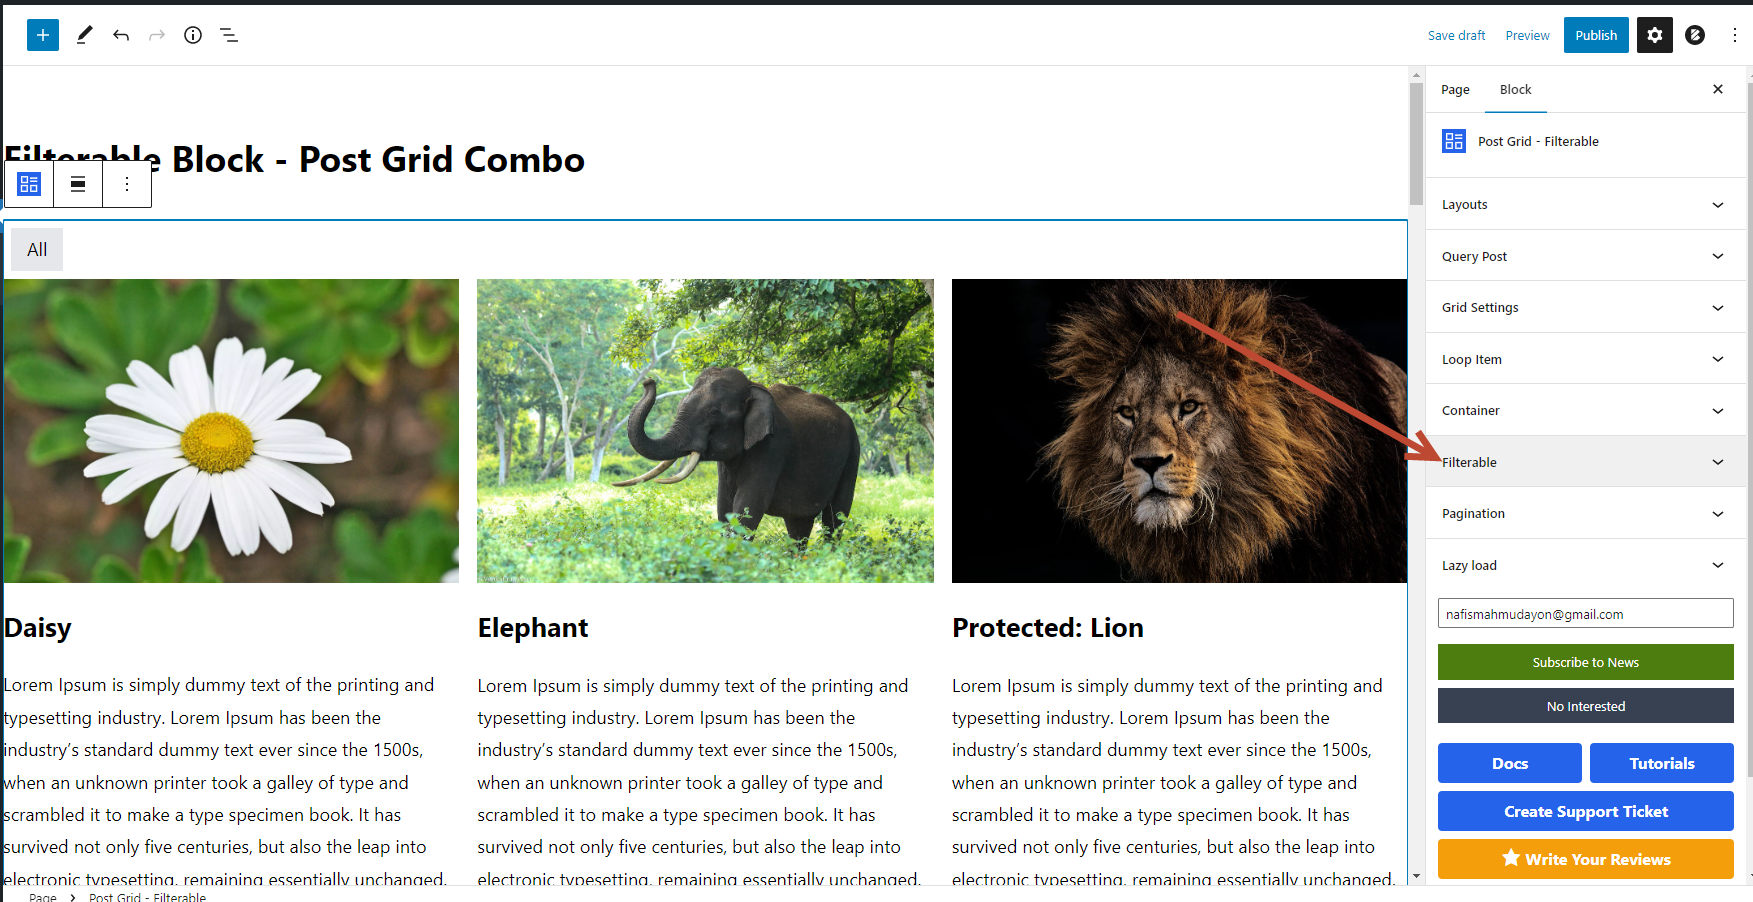 Save draft
Preview
Publish
Filterable Block - Post Grid Combo
All
Daisy
Lorem Ipsum is simply dummy text of the printing and
typesetting industry. Lorem Ipsum has been the
industry's standard dummy text ever since the 1500s,
when an unknown printer took a galley of type and
scrambled it to make a type specimen book. It has
survived not only five centuries, but also the leap into
electronic typesetting, remaining essentially unchanged.
Elephant
Lorem Ipsum is simply dummy text of the printing and
typesetting industry. Lorem Ipsum has been the
industry's standard dummy text ever since the 1500s,
when an unknown printer took a galley of type and
scrambled it to make a type specimen book. It has
survived not only five centuries, but also the leap into
electronic typesetting, remaining essentially unchanged.
Protected: Lion
Lorem Ipsum is simply dummy text of the printing and
typesetting industry. Lorem Ipsum has been the
industry's standard dummy text ever since the 1500s,
when an unknown printer took a galley of type and
scrambled it to make a type specimen book. It has
survived not only five centuries, but also the leap into
electronic typesetting, remaining essentially unchanged.
Page
Block
Post Grid - Filterable
Layouts
Query Post
Grid Settings
Loop Item
Container
Filterable
Pagination
Lazy load
nafismahmudayon@gmail.com
Subscribe to News
No Interested
Docs
Tutorials
Create Support Ticket
Write Your Reviews
Page > Post Grid - Filterable